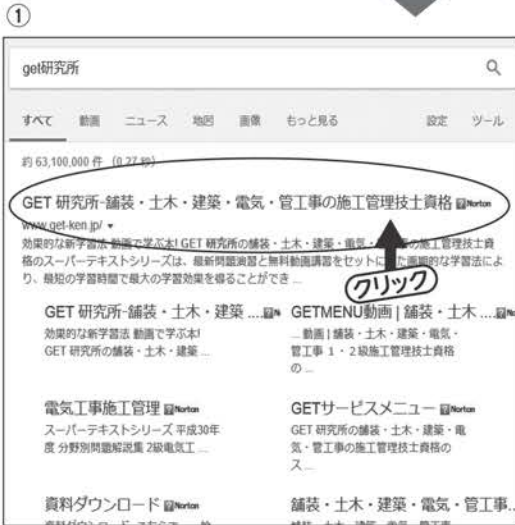 ①
get研究所
すべて 動画 ニュース 地図 画像 もっと見る 設定 ツール
約 63,100,000 件 (0.27 秒)
GET 研究所-舗装・土木・建築・電気・管工事の施工管理技士資格 Norton
www.get-ken.jp/
効果的な新学習法 動画で学ぶ本! GET 研究所の舗装・土木・建築・電気・の施工管理技士資
格のスーパーテキストシリーズは、最新問題演習と無料動画講習をセットに画期的な学習法によ
り、最短の学習時間で最大の学習効果を得ることができ ...
クリック
GET 研究所-舗装・土木・建築 ....
効果的な新学習法 動画で学ぶ本!
GET 研究所の舗装・土木・建築 ...
GETMENU動画 | 舗装・土木 ....
... 動画 | 舗装・土木・建築・電気・
管工事 1・2級施工管理技士資格
の ...
電気工事施工管理 Norton
スーパーテキストシリーズ 平成30年
度 分野別問題解説集 2級電気工 ...
GETサービスメニュー Norton
GET 研究所の舗装・土木・建築・電
気・管工事の施工管理技士資格の
ス ...
資料ダウンロード Norton
舗装・土木・建築・電気・管工事...